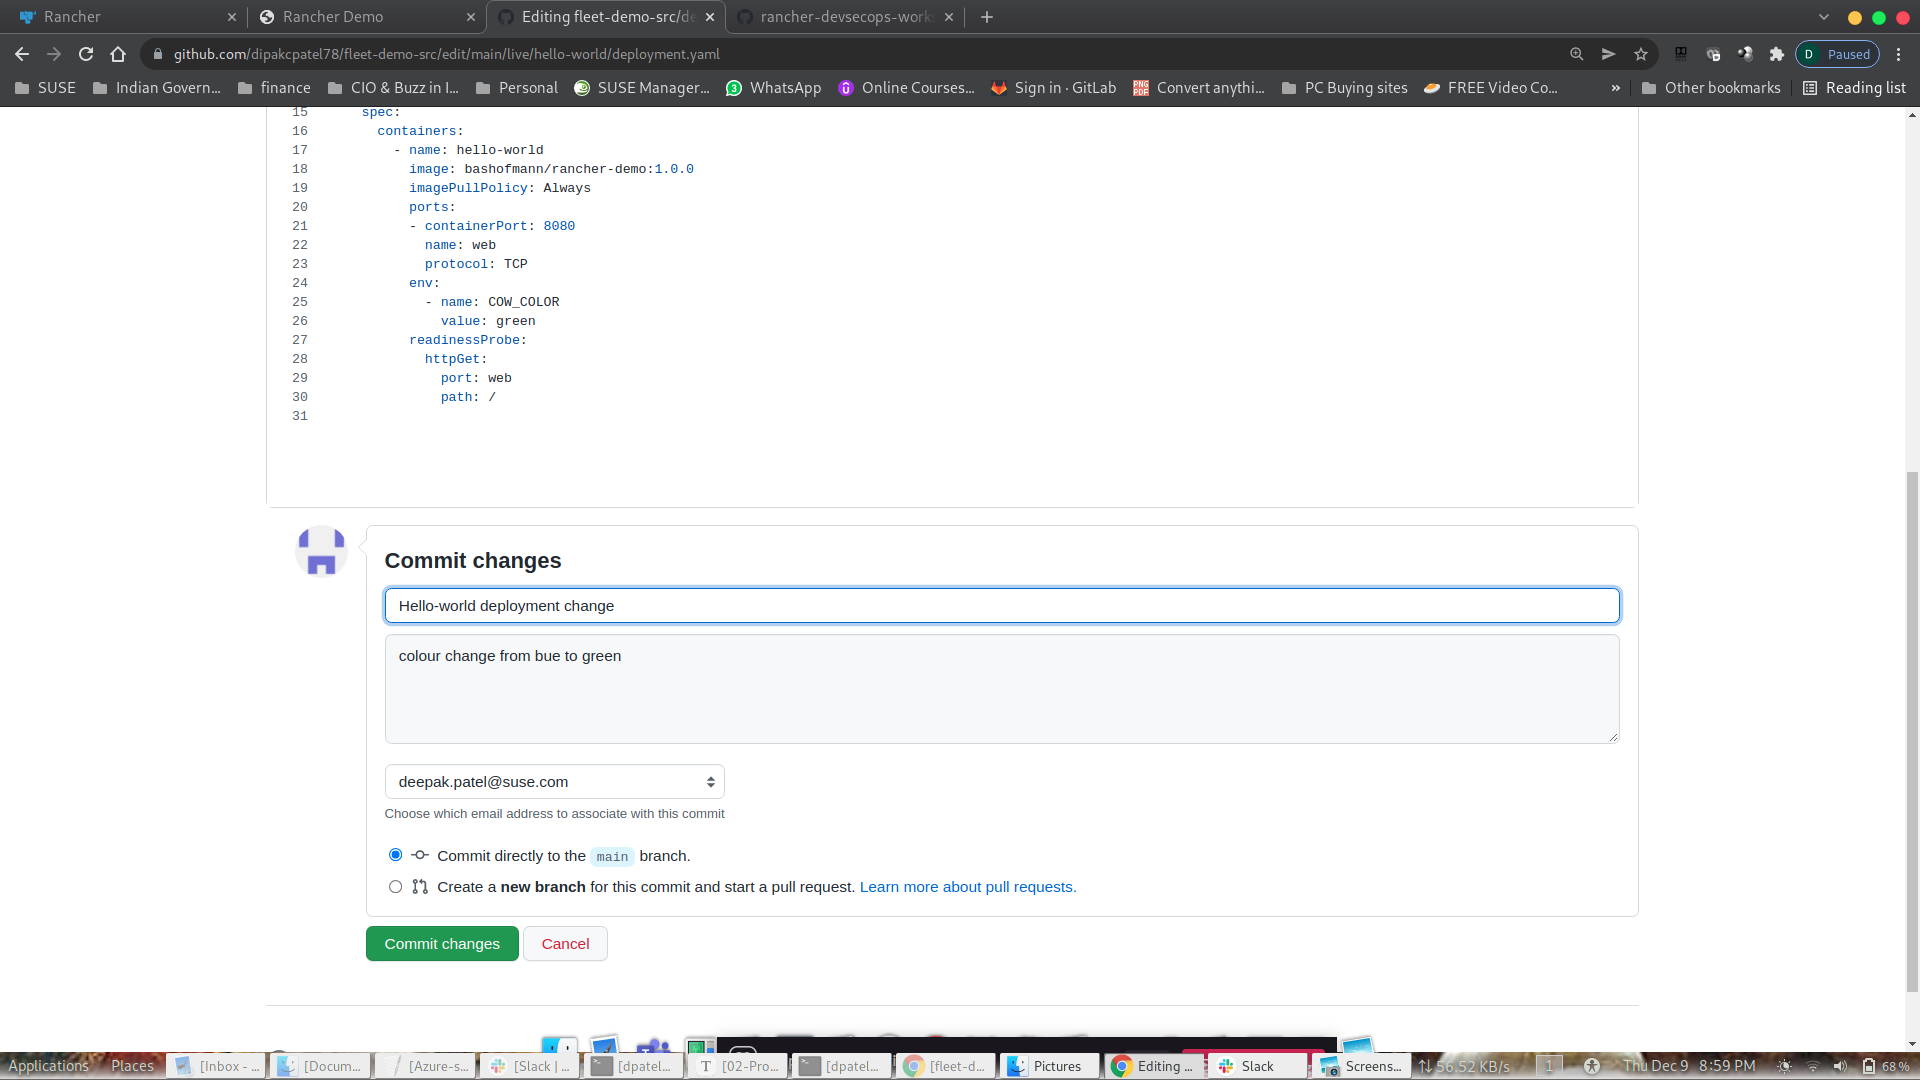 Rancher
Rancher Demo
Editing fleet-demo-src/de
rancher-devsecops-works
github.com/dipakcpatel78/fleet-demo-src/edit/main/live/hello-world/deployment.yaml
D Paused
SUSE
Indian Govern...
finance
CIO & Buzz in I...
Personal
SUSE Manager...
WhatsApp
Online Courses...
Sign in · GitLab
Convert anythi...
PC Buying sites
FREE Video Co...
»
Other bookmarks
Reading list
15 spec:
16 containers:
17 - name: hello-world
18 image: bashofmann/rancher-demo:1.0.0
19 imagePullPolicy: Always
20 ports:
21 - containerPort: 8080
22 name: web
23 protocol: TCP
24 env:
25 - name: COW_COLOR
26 value: green
27 readinessProbe:
28 httpGet:
29 port: web
30 path: /
31
Commit changes
Hello-world deployment change
colour change from bue to green
deepak.patel@suse.com
Choose which email address to associate with this commit
Commit directly to the main branch.
Create a new branch for this commit and start a pull request. Learn more about pull requests.
Commit changes
Cancel
Applications
Places
[Inbox - ...
[Docum...
[Azure-s...
[Slack | ...
[dpatel...
[02-Pro...
[dpatel...
[fleet-d...
Pictures
Editing ...
Slack
Screens...
56.52 KB/s
1
Thu Dec 9 8:59 PM
68 %